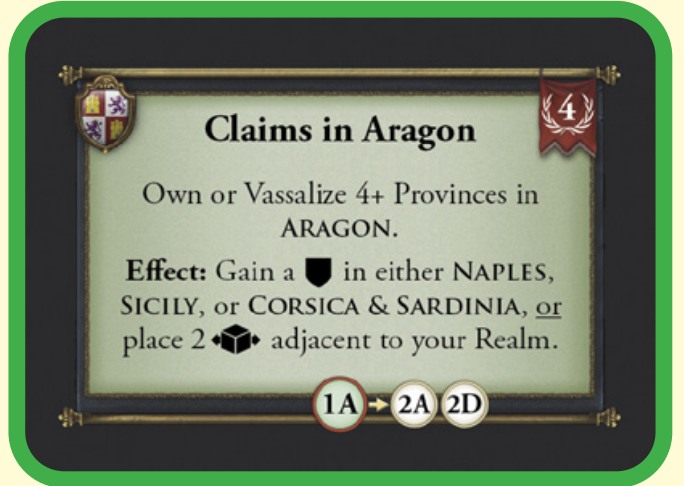 4
Claims in Aragon
Own or Vassalize 4+ Provinces in
ARAGON.
Effect: Gain a in either NAPLES,
SICILY, or CORSICA & SARDINIA, or
place 2 adjacent to your Realm.
1A 2A 2D